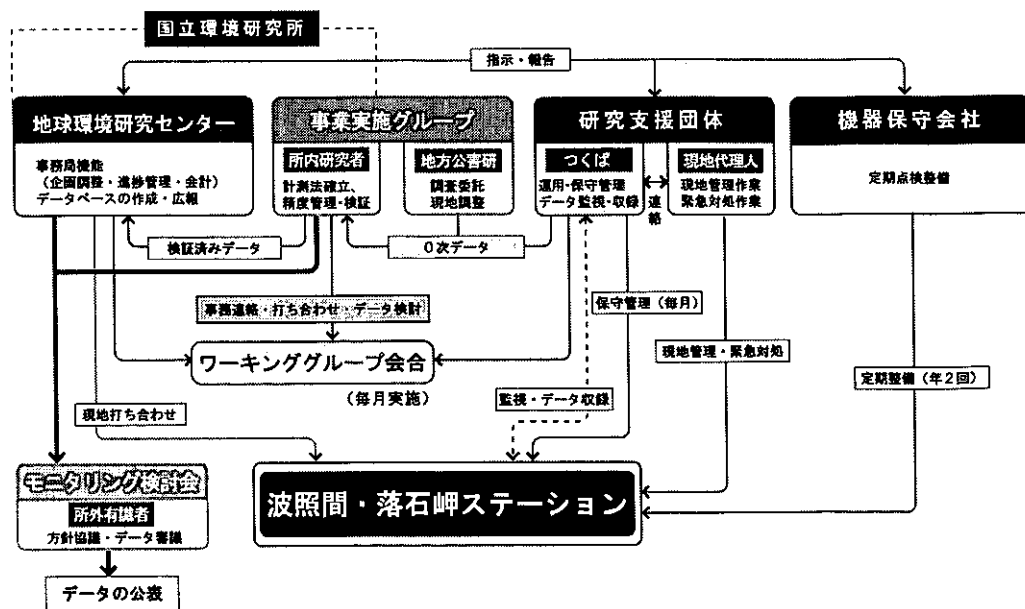 国立環境研究所
指示・報告
地球環境研究センター
事務局機能
（企画調整・進捗管理・会計）
データベースの作成・広報
事業実施グループ
所内研究者
計測法確立、
精度管理・検証
地方公害研
調査委託
現地調整
研究支援団体
つくば
運用・保守管理
データ監視・収録
連絡
現地代理人
現地管理作業
緊急対処作業
機器保守会社
定期点検整備
検証済みデータ
０次データ
事務連絡・打ち合わせ・データ検討
保守管理（毎月）
ワーキンググループ会合
（毎月実施）
現地管理・緊急対処
定期整備（年２回）
監視・データ収録
現地打ち合わせ
モニタリング検討会
所外有識者
方針協議・データ審議
波照間・落石岬ステーション
データの公表